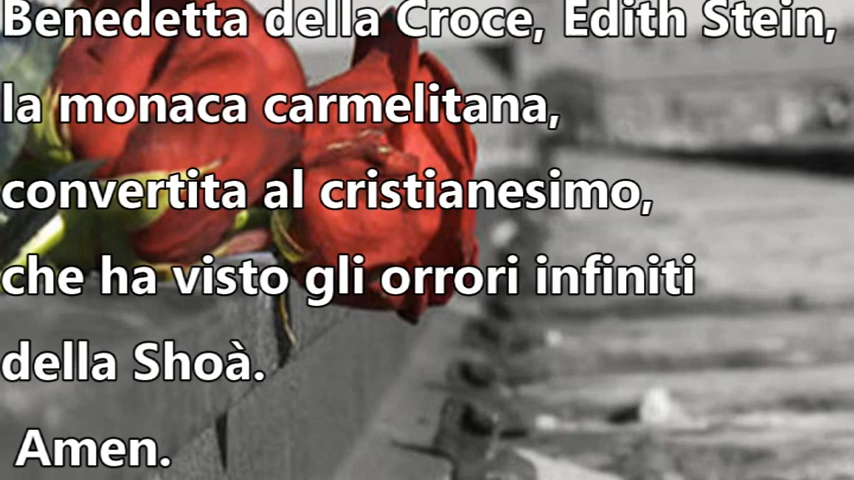 Benedetta della Croce, Edith Stein,
la monaca carmelitana,
convertita al cristianesimo,
che ha visto gli orrori infiniti
della Shoà.
Amen.